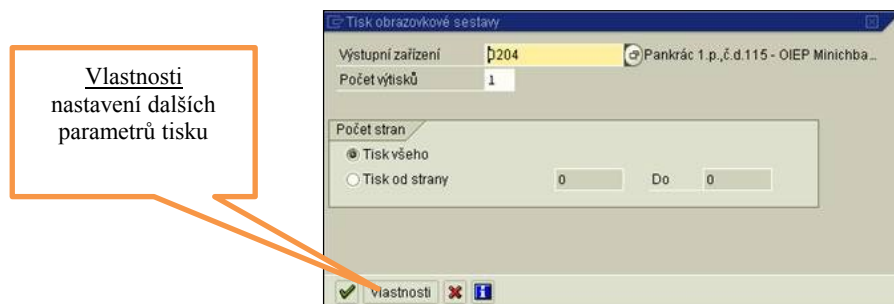 Vlastnosti
nastavení dalších
parametrů tisku
Tisk obrazovkové sestavy
Výstupní zařízení D204 Pankrác 1.p.,č.d.115 - OIEP Minichba...
Počet výtisků 1
Počet stran
Tisk všeho
Tisk od strany 0 Do 0
Vlastnosti